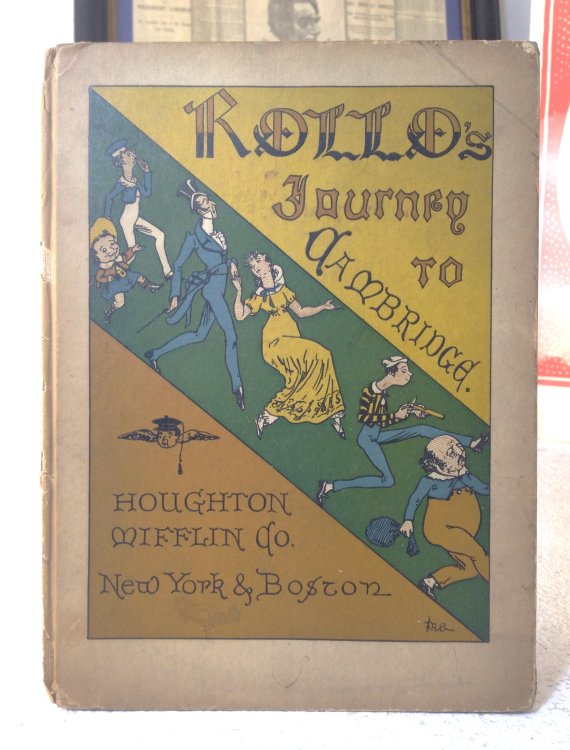 ROLLO's
Journey
TO
CAMBRIDGE.
HOUGHTON
MIFFLIN Co.
New York & Boston